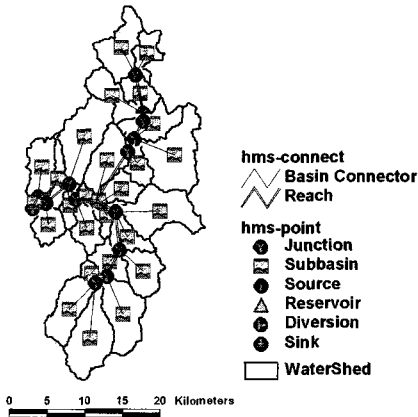 hms-connect
Basin Connector
Reach
hms-point
Junction
Subbasin
Source
Reservoir
Diversion
Sink
WaterShed
0 5 10 15 20 Kilometers